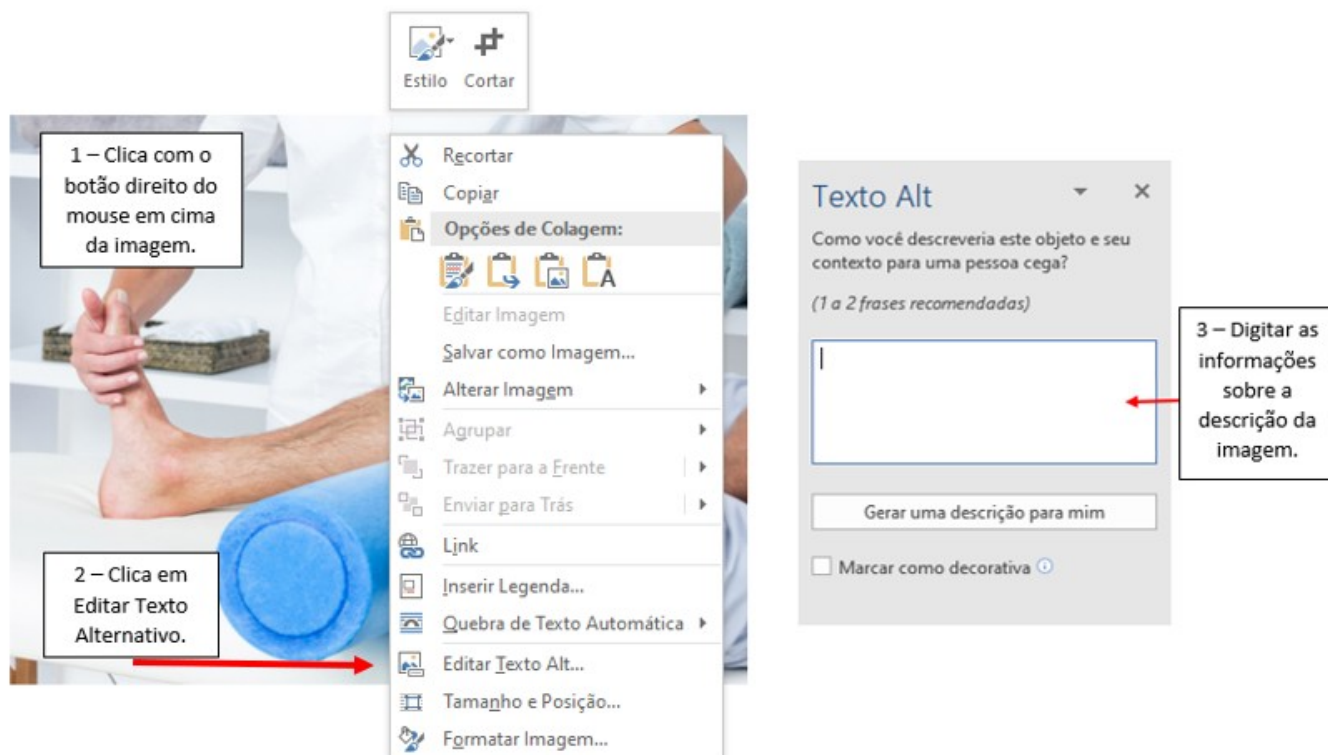 Estilo Cortar
1 – Clica com o
botão direito do
mouse em cima
da imagem.
Recortar
Copiar
Opções de Colagem:
A
Editar Imagem
Salvar como Imagem...
Alterar Imagem
Agrupar
Trazer para a Frente
Enviar para Trás
Link
Inserir Legenda...
Quebra de Texto Automática
Editar Texto Alt...
Tamanho e Posição...
Formatar Imagem...
2 – Clica em
Editar Texto
Alternativo.
Texto Alt
Como você descreveria este objeto e seu
contexto para uma pessoa cega?
(1 a 2 frases recomendadas)
Gerar uma descrição para mim
Marcar como decorativa
3 – Digitar as
informações
sobre a
descrição da
imagem.